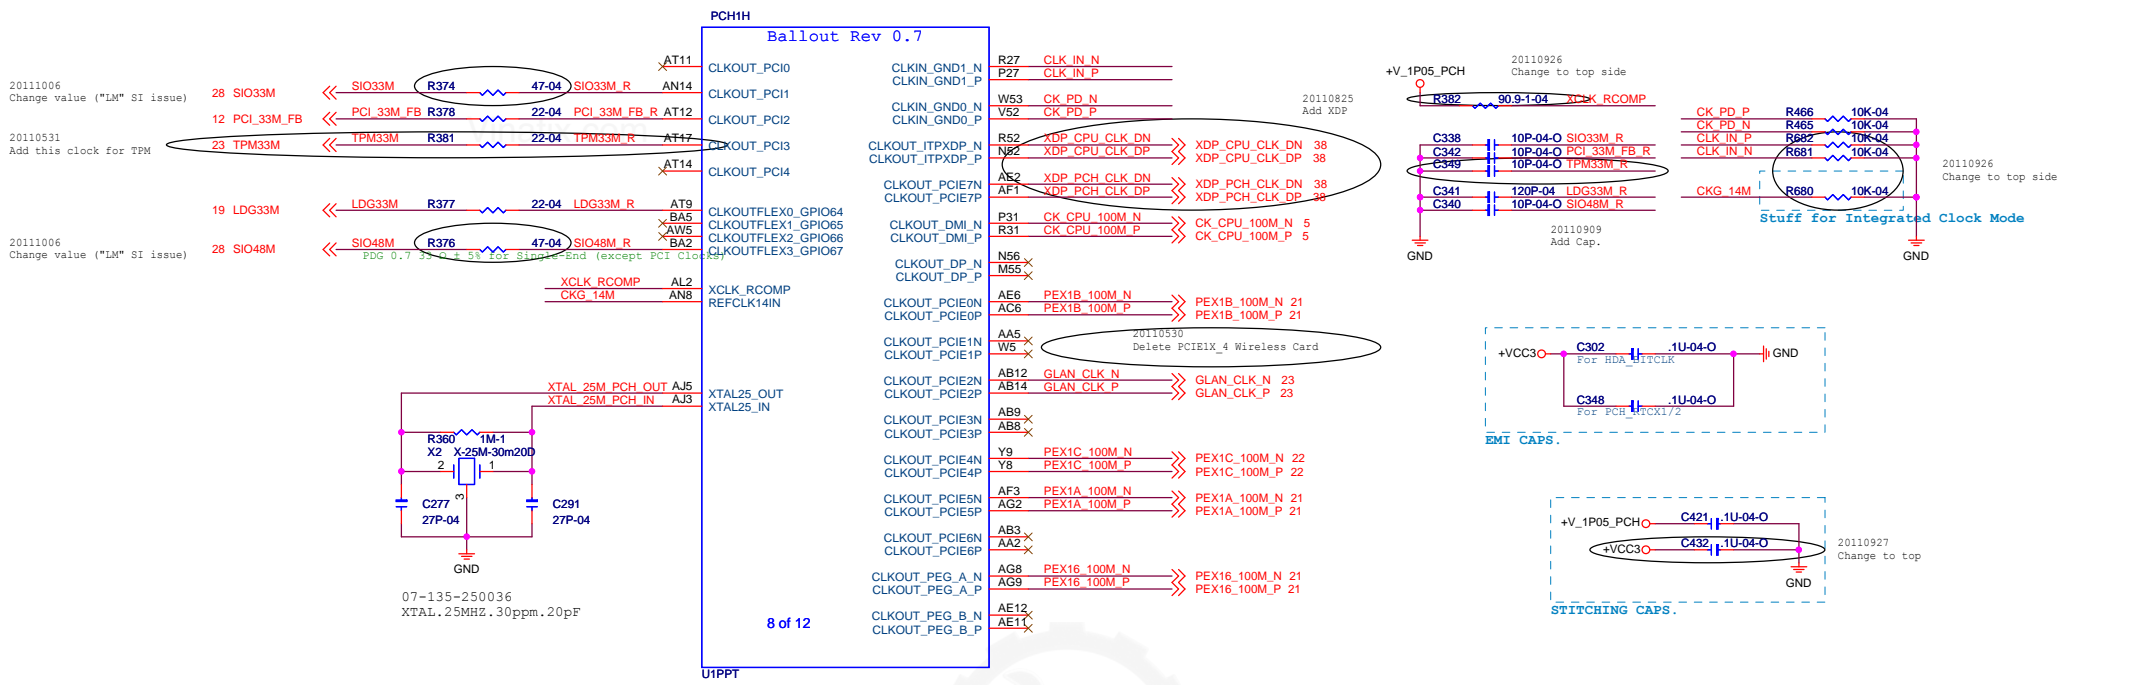 PCH1H
Ballout Rev 0.7
20111006
Change value ("LM" SI issue)
28 SIO33M
SIO33M R374 47-04 SIO33M_R AN14 CLKOUT_PCI1
AT11 CLKOUT_PCI0
12 PCI_33M_FB
PCI_33M_FB R378 22-04 PCI_33M_FB_R AT12 CLKOUT_PCI2
20110531
Add this clock for TPM
23 TPM33M
TPM33M R381 22-04 TPM33M_R AT17 CLKOUT_PCI3
AT14 CLKOUT_PCI4
19 LDG33M
LDG33M R377 22-04 LDG33M_R AT9 CLKOUTFLEX0_GPIO64
BA5 CLKOUTFLEX1_GPIO65
AW5 CLKOUTFLEX2_GPIO66
20111006
Change value ("LM" SI issue)
28 SIO48M
SIO48M R376 47-04 SIO48M_R BA2 CLKOUTFLEX3_GPIO67
PDG 0.7 33 Ω ± 5% for Single-End (except PCI Clocks)
XCLK_RCOMP AL2 XCLK_RCOMP
CKG_14M AN8 REFCLK14IN
XTAL_25M_PCH_OUT AJ5 XTAL25_OUT
XTAL_25M_PCH_IN AJ3 XTAL25_IN
R360 1M-1
X2 X-25M-30m20D
2 1
3
C277
27P-04
C291
27P-04
GND
07-135-250036
XTAL.25MHZ.30ppm.20pF
8 of 12
U1PPT
CLKIN_GND1_N R27 CLK_IN_N
CLKIN_GND1_P P27 CLK_IN_P
CLKIN_GND0_N W53 CK_PD_N
CLKIN_GND0_P V52 CK_PD_P
20110825
Add XDP
CLKOUT_ITPXDP_N R52 XDP_CPU_CLK_DN XDP_CPU_CLK_DN 38
CLKOUT_ITPXDP_P N52 XDP_CPU_CLK_DP XDP_CPU_CLK_DP 38
CLKOUT_PCIE7N AE2 XDP_PCH_CLK_DN XDP_PCH_CLK_DN 38
CLKOUT_PCIE7P AF1 XDP_PCH_CLK_DP XDP_PCH_CLK_DP 38
CLKOUT_DMI_N P31 CK_CPU_100M_N CK_CPU_100M_N 5
CLKOUT_DMI_P R31 CK_CPU_100M_P CK_CPU_100M_P 5
CLKOUT_DP_N N56
CLKOUT_DP_P M55
CLKOUT_PCIE0N AE6 PEX1B_100M_N PEX1B_100M_N 21
CLKOUT_PCIE0P AC6 PEX1B_100M_P PEX1B_100M_P 21
CLKOUT_PCIE1N AA5
CLKOUT_PCIE1P W5
20110530
Delete PCIE1X_4 Wireless Card
CLKOUT_PCIE2N AB12 GLAN_CLK_N GLAN_CLK_N 23
CLKOUT_PCIE2P AB14 GLAN_CLK_P GLAN_CLK_P 23
CLKOUT_PCIE3N AB9
CLKOUT_PCIE3P AB8
CLKOUT_PCIE4N Y9 PEX1C_100M_N PEX1C_100M_N 22
CLKOUT_PCIE4P Y8 PEX1C_100M_P PEX1C_100M_P 22
CLKOUT_PCIE5N AF3 PEX1A_100M_N PEX1A_100M_N 21
CLKOUT_PCIE5P AG2 PEX1A_100M_P PEX1A_100M_P 21
CLKOUT_PCIE6N AB3
CLKOUT_PCIE6P AA2
CLKOUT_PEG_A_N AG8 PEX16_100M_N PEX16_100M_N 21
CLKOUT_PEG_A_P AG9 PEX16_100M_P PEX16_100M_P 21
CLKOUT_PEG_B_N AE12
CLKOUT_PEG_B_P AE11
+V_1P05_PCH
20110926
Change to top side
R382 90.9-1-04 XCLK_RCOMP
C338 10P-04-O SIO33M_R
C342 10P-04-O PCI_33M_FB_R
C349 10P-04-O TPM33M_R
C341 120P-04 LDG33M_R
C340 10P-04-O SIO48M_R
20110909
Add Cap.
GND
CK_PD_P R466 10K-04
CK_PD_N R465 10K-04
CLK_IN_P R682 10K-04
CLK_IN_N R681 10K-04
CKG_14M R680 10K-04
Stuff for Integrated Clock Mode
20110926
Change to top side
GND
+VCC3 C302 .1U-04-O GND
For HDA_BITCLK
C348 .1U-04-O
For PCH_RTCX1/2
EMI CAPS.
+V_1P05_PCH C421 .1U-04-O
+VCC3 C432 .1U-04-O
GND
20110927
Change to top
STITCHING CAPS.